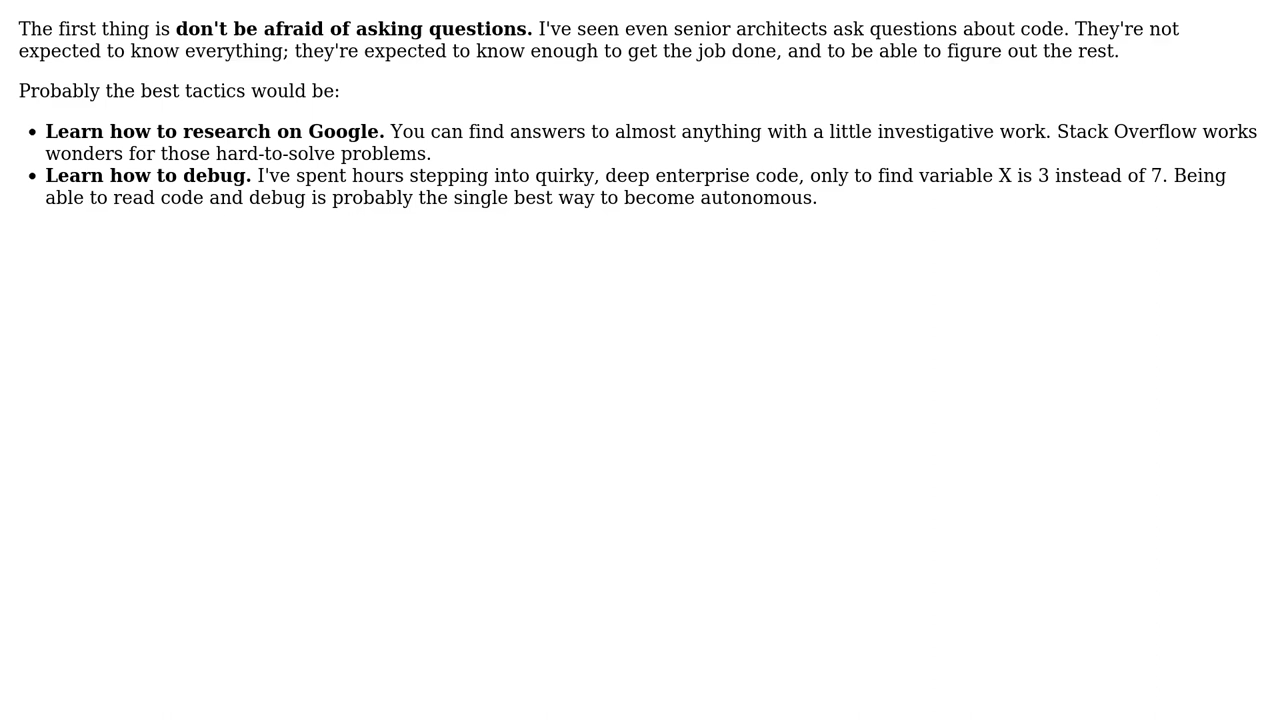 The first thing is don't be afraid of asking questions. I've seen even senior architects ask questions about code. They're not
expected to know everything; they're expected to know enough to get the job done, and to be able to figure out the rest.
Probably the best tactics would be:
• Learn how to research on Google. You can find answers to almost anything with a little investigative work. Stack Overflow works
wonders for those hard-to-solve problems.
• Learn how to debug. I've spent hours stepping into quirky, deep enterprise code, only to find variable X is 3 instead of 7. Being
able to read code and debug is probably the single best way to become autonomous.